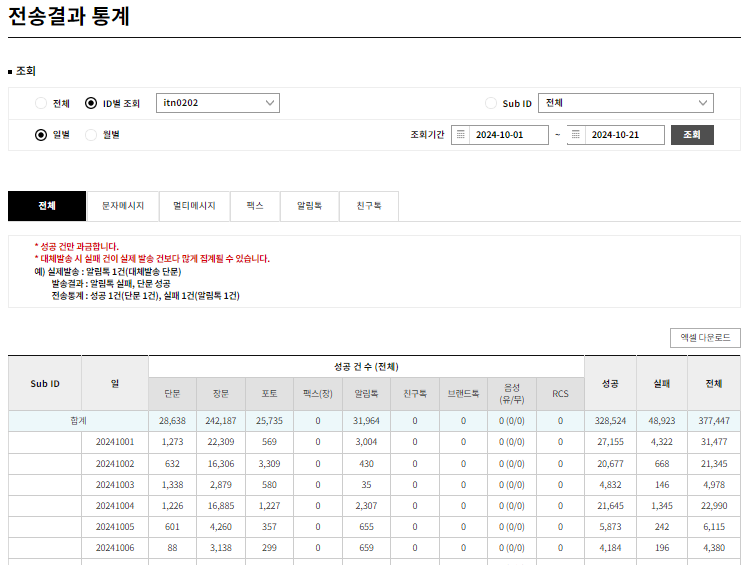 전송결과 통계
조회
전체 ID별 조회 itn0202 Sub ID 전체
일별 월별 조회기간 2024-10-01 ~ 2024-10-21 조회
전체 문자메시지 멀티메시지 팩스 알림톡 친구톡
* 성공 건만 과금합니다.
* 대체발송 시 실패 건이 실제 발송 건보다 많게 집계될 수 있습니다.
예) 실제발송 : 알림톡 1건(대체발송 단문)
발송결과 : 알림톡 실패, 단문 성공
전송통계 : 성공 1건(단문 1건), 실패 1건(알림톡 1건)
엑셀 다운로드
Sub ID 일 성공 건 수 (전체) 성공 실패 전체
단문 장문 포토 팩스(장) 알림톡 친구톡 브랜드톡 음성 (유/무) RCS
합계 28,638 242,187 25,735 0 31,964 0 0 0 (0/0) 0 328,524 48,923 377,447
20241001 1,273 22,309 569 0 3,004 0 0 0 (0/0) 0 27,155 4,322 31,477
20241002 632 16,306 3,309 0 430 0 0 0 (0/0) 0 20,677 668 21,345
20241003 1,338 2,879 580 0 35 0 0 0 (0/0) 0 4,832 146 4,978
20241004 1,226 16,885 1,227 0 2,307 0 0 0 (0/0) 0 21,645 1,345 22,990
20241005 601 4,260 357 0 655 0 0 0 (0/0) 0 5,873 242 6,115
20241006 88 3,138 299 0 659 0 0 0 (0/0) 0 4,184 196 4,380